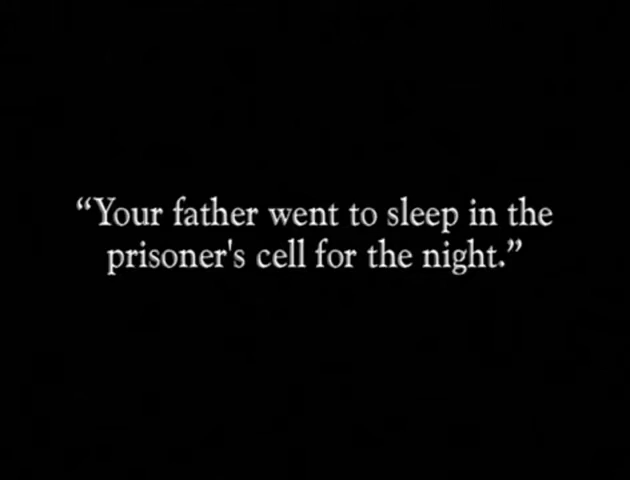 “Your father went to sleep in the
prisoner's cell for the night.”